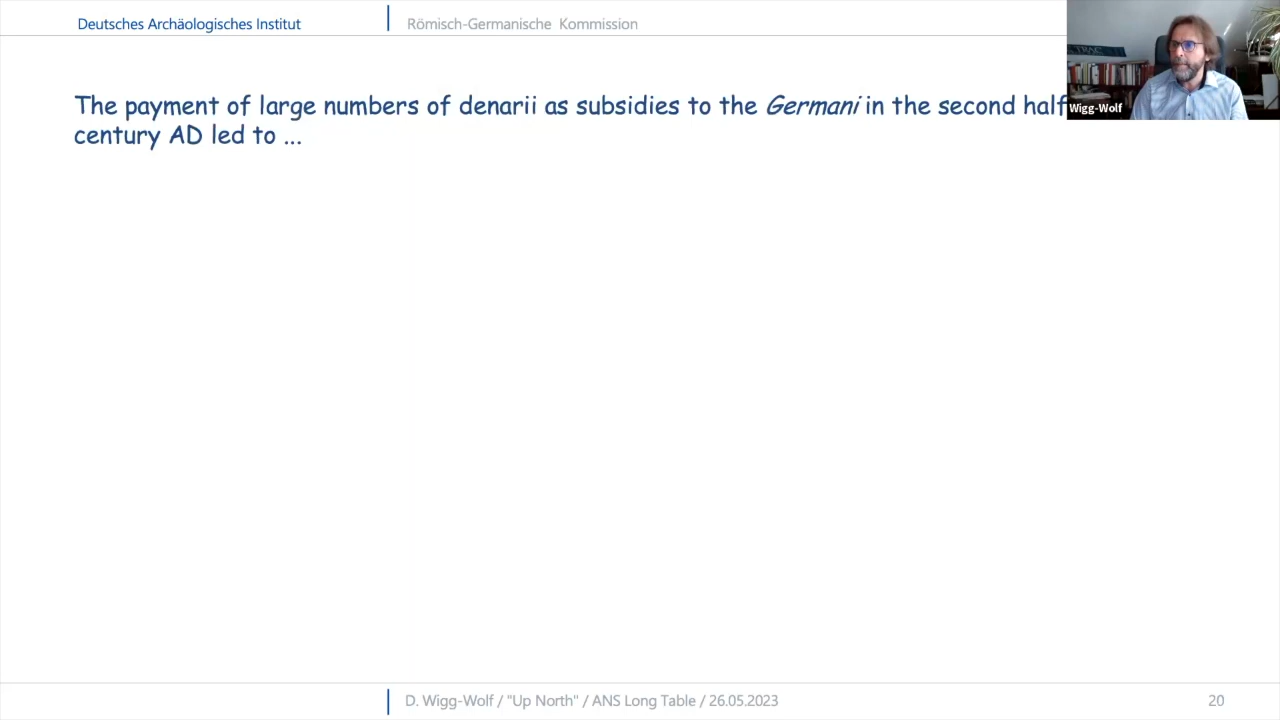 Deutsches Archäologisches Institut
Römisch-Germanische Kommission
TRAC
Wigg-Wolf
The payment of large numbers of denarii as subsidies to the Germani in the second half
century AD led to ...
D. Wigg-Wolf / "Up North" / ANS Long Table / 26.05.2023
20